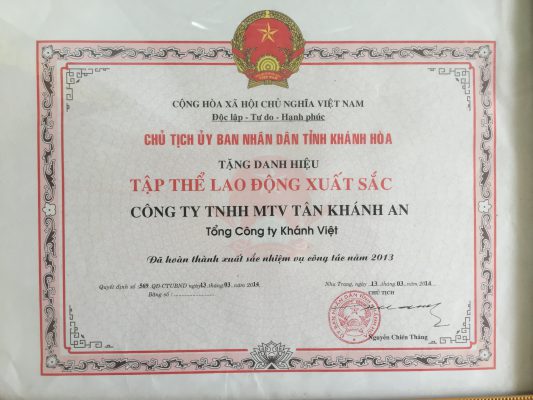 CỘNG HÒA XÃ HỘI CHỦ NGHĨA VIỆT NAM
Độc lập - Tự do - Hạnh phúc
CHỦ TỊCH ỦY BAN NHÂN DÂN TỈNH KHÁNH HÒA
TẶNG DANH HIỆU
TẬP THỂ LAO ĐỘNG XUẤT SẮC
CÔNG TY TNHH MTV TÂN KHÁNH AN
Tổng Công ty Khánh Việt
Đã hoàn thành xuất sắc nhiệm vụ công tác năm 2013
Quyết định số 569./QĐ-CTUBND ngày 13.tháng 03. năm 2014
Bảng số : ....................
Nha Trang, ngày .13. tháng.03. năm .2014.
CHỦ TỊCH
Nguyễn Chiến Thắng